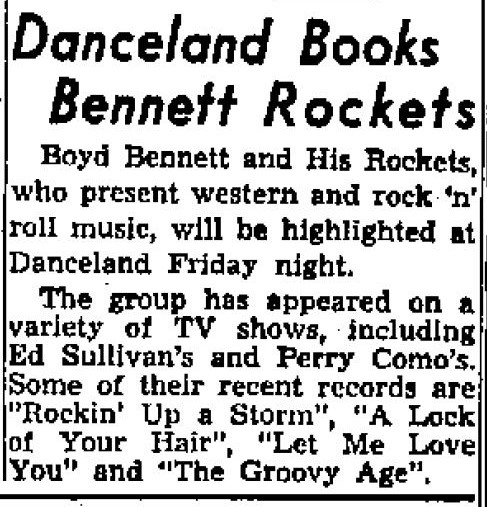 Danceland Books
Bennett Rockets
Boyd Bennett and His Rockets,
who present western and rock 'n'
roll music, will be highlighted at
Danceland Friday night.
The group has appeared on a
variety of TV shows, including
Ed Sullivan's and Perry Como's.
Some of their recent records are
"Rockin' Up a Storm", "A Lock
of Your Hair", "Let Me Love
You" and "The Groovy Age".